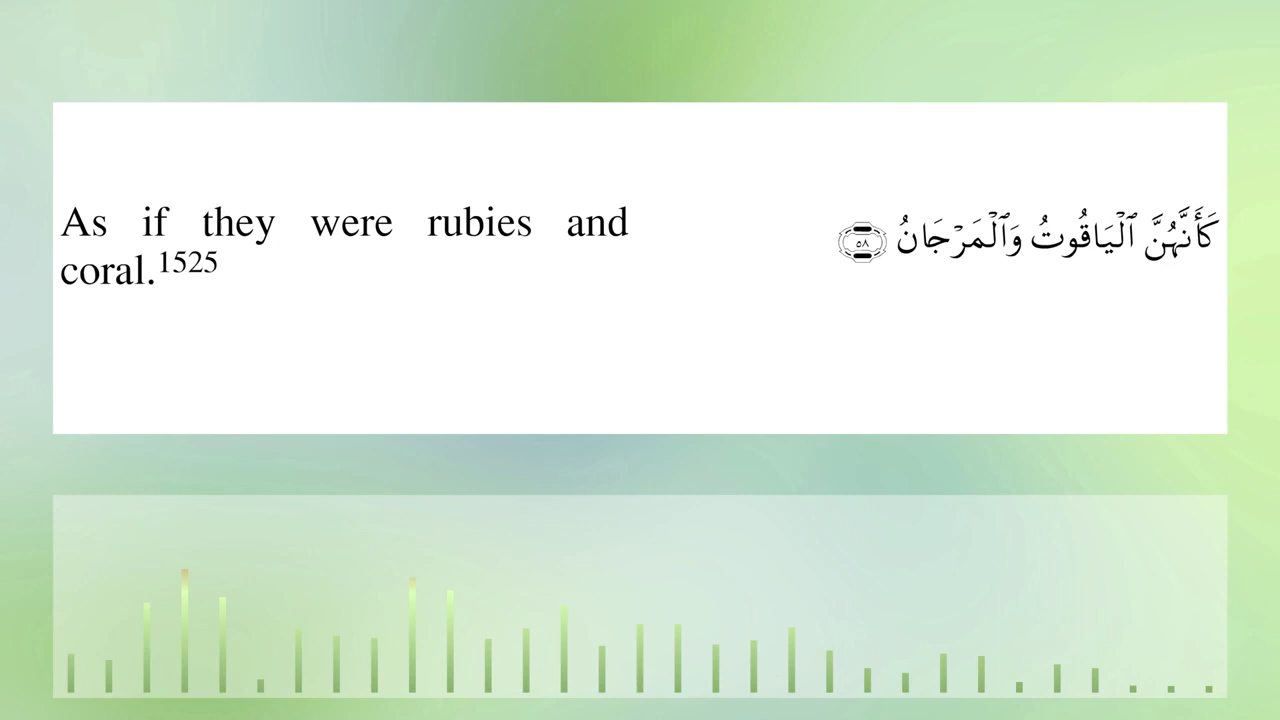 As if they were rubies and
coral.1525
كَأَنَّهُنَّ ٱلْيَاقُوتُ وَٱلْمَرْجَانُ ٥٨